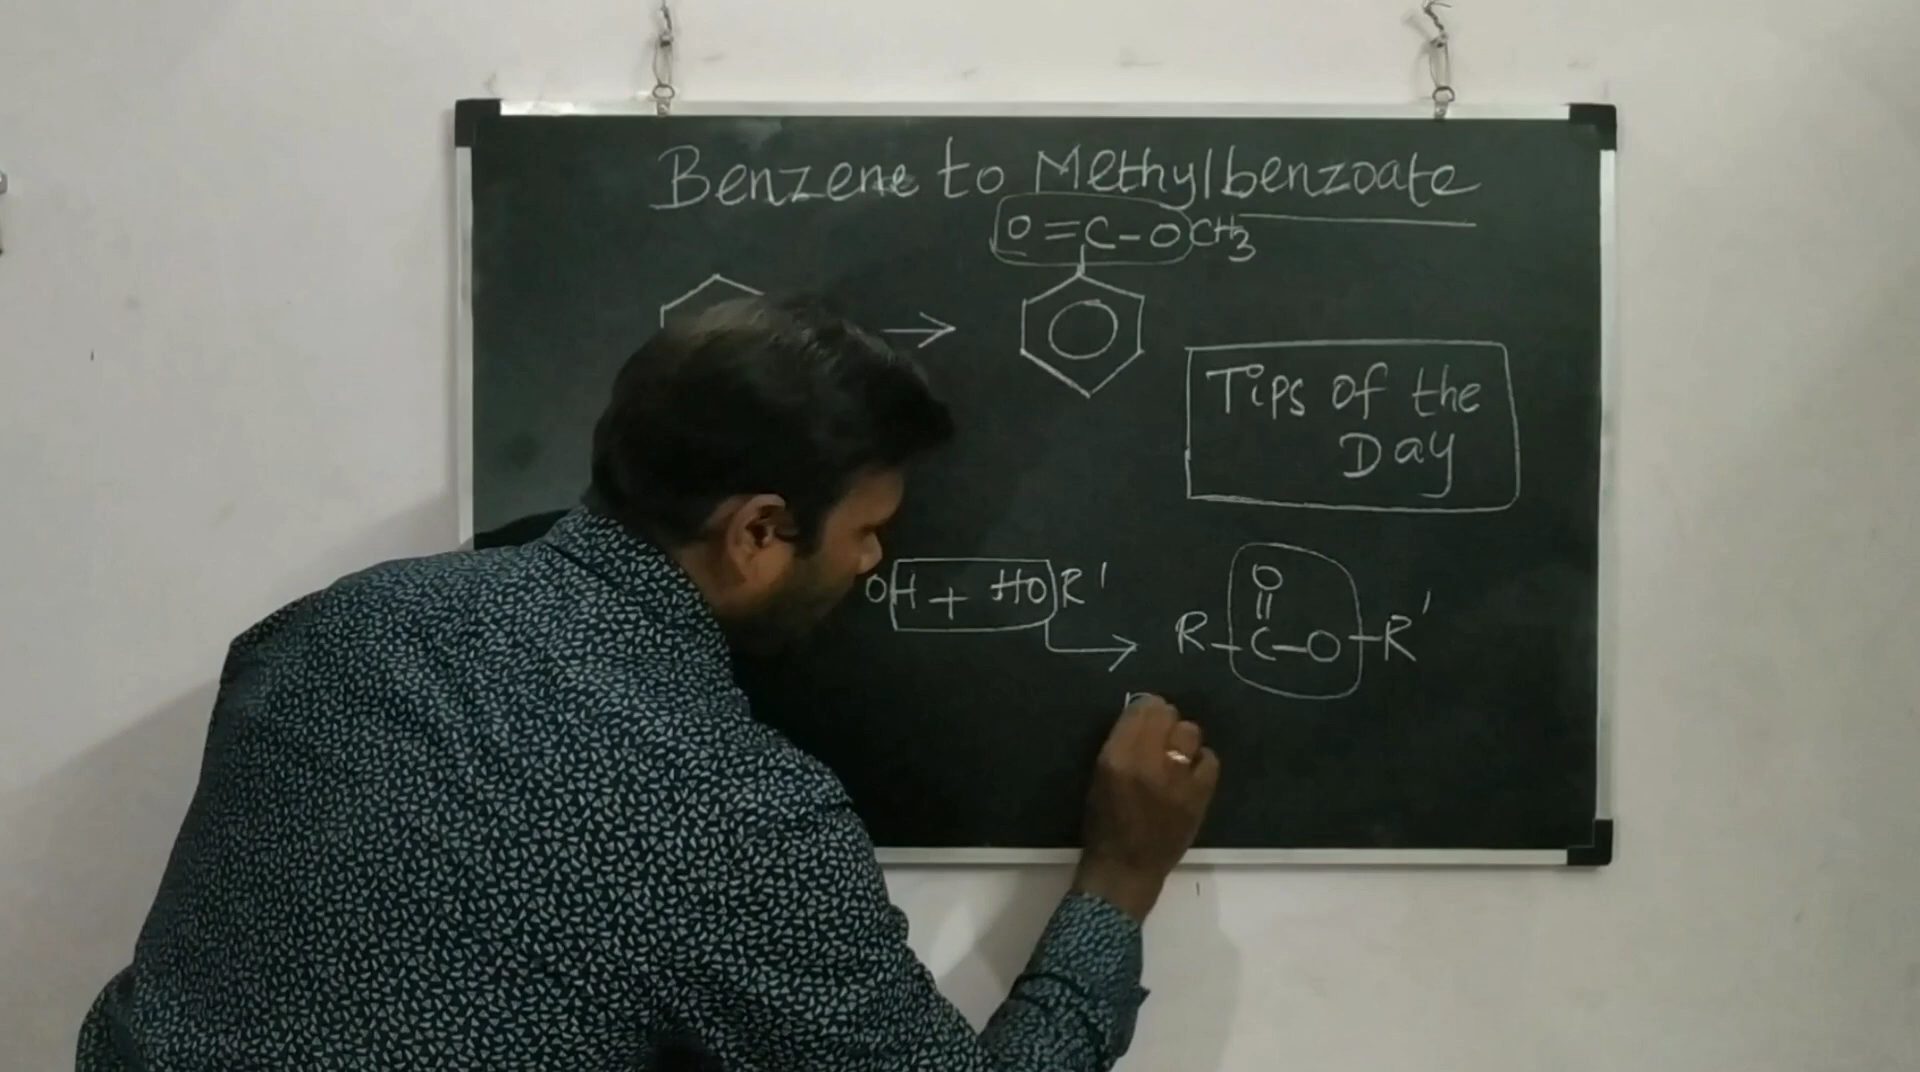 Benzene to Methylbenzoate
O=C-OCH3
Tips of the
Day
OH + HOR'
O
R-C-O-R'